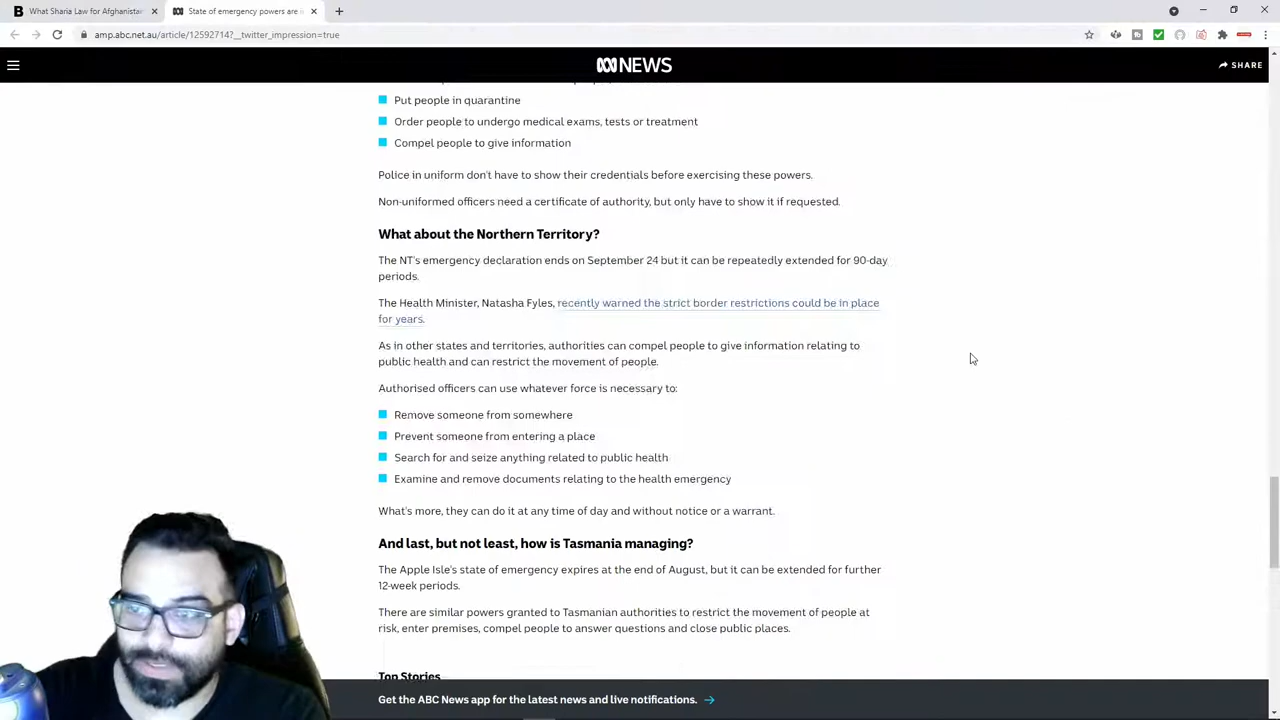 What Sharia Law for Afghanistan
State of emergency powers are i
amp.abc.net.au/article/12592714?__twitter_impression=true
NEWS
SHARE
Put people in quarantine
Order people to undergo medical exams, tests or treatment
Compel people to give information
Police in uniform don't have to show their credentials before exercising these powers.
Non-uniformed officers need a certificate of authority, but only have to show it if requested.
What about the Northern Territory?
The NT's emergency declaration ends on September 24 but it can be repeatedly extended for 90-day
periods.
The Health Minister, Natasha Fyles, recently warned the strict border restrictions could be in place
for years.
As in other states and territories, authorities can compel people to give information relating to
public health and can restrict the movement of people.
Authorised officers can use whatever force is necessary to:
Remove someone from somewhere
Prevent someone from entering a place
Search for and seize anything related to public health
Examine and remove documents relating to the health emergency
What's more, they can do it at any time of day and without notice or a warrant.
And last, but not least, how is Tasmania managing?
The Apple Isle's state of emergency expires at the end of August, but it can be extended for further
12-week periods.
There are similar powers granted to Tasmanian authorities to restrict the movement of people at
risk, enter premises, compel people to answer questions and close public places.
Top Stories
Get the ABC News app for the latest news and live notifications.